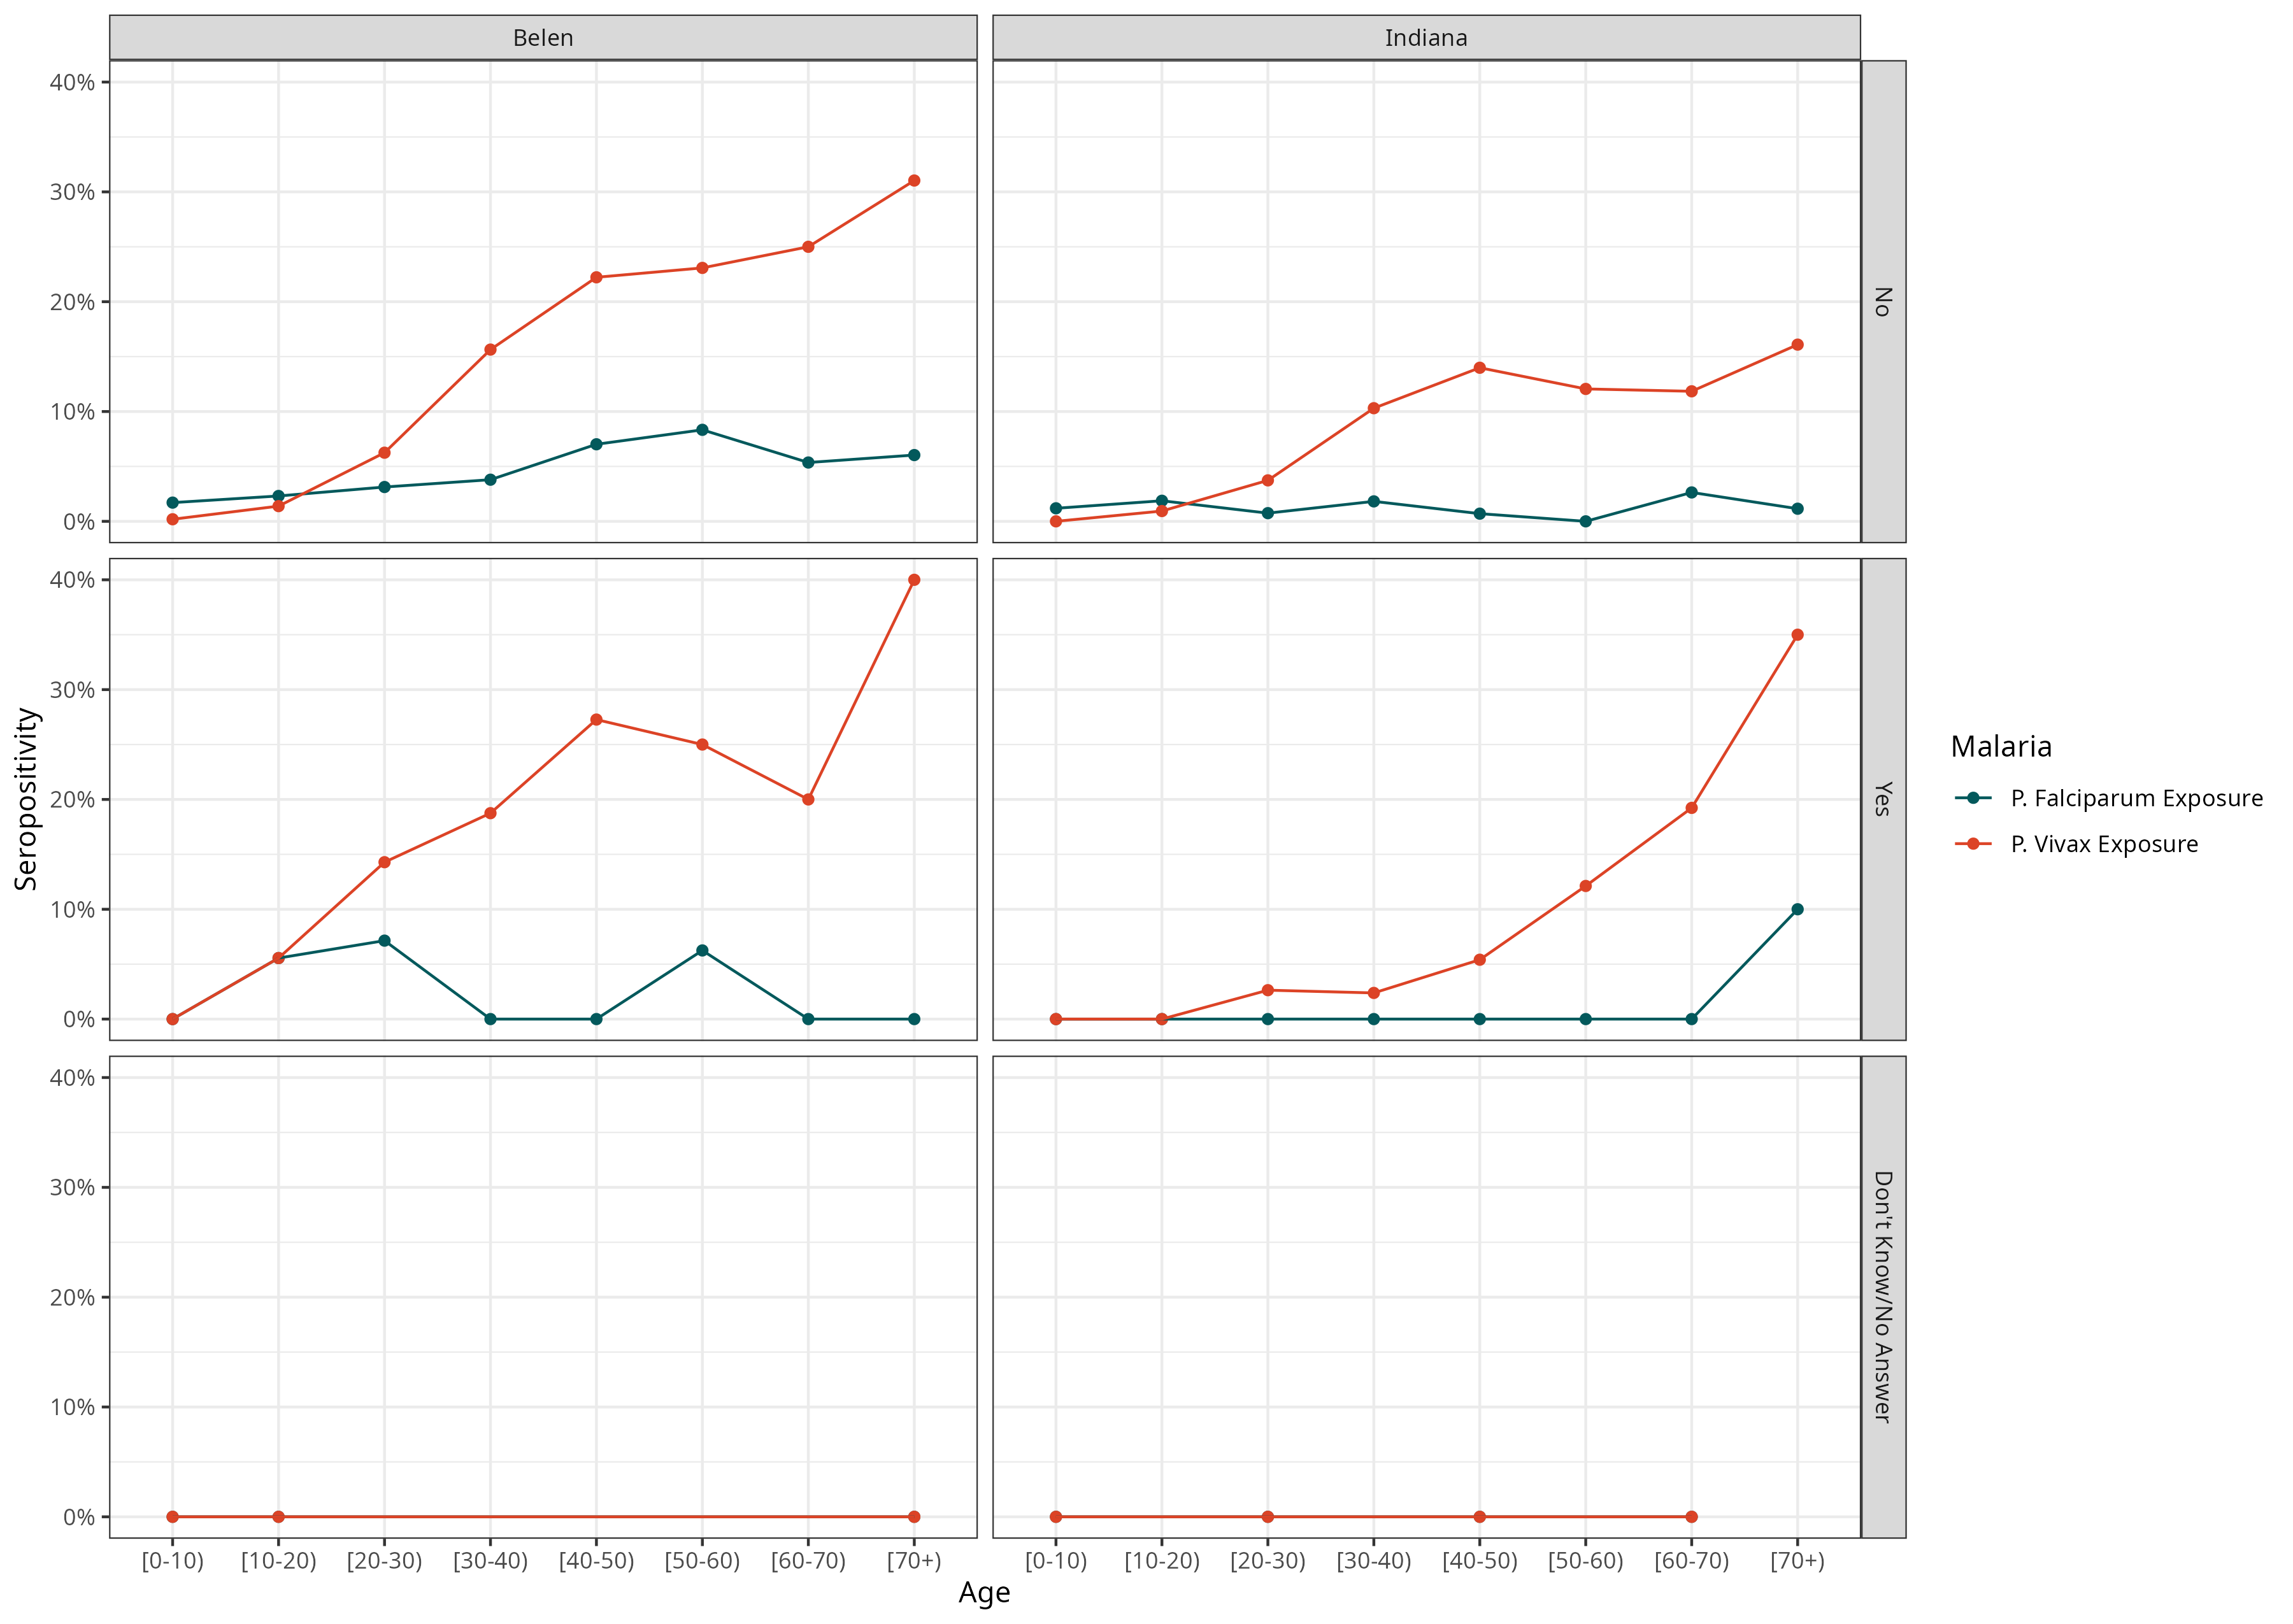 Belen
Indiana
40%
30%
20%
10%
0%
No
40%
30%
20%
10%
0%
Yes
40%
30%
20%
10%
0%
Don't Know/No Answer
Seropositivity
[0-10) [10-20) [20-30) [30-40) [40-50) [50-60) [60-70) [70+)
[0-10) [10-20) [20-30) [30-40) [40-50) [50-60) [60-70) [70+)
Age
Malaria
P. Falciparum Exposure
P. Vivax Exposure